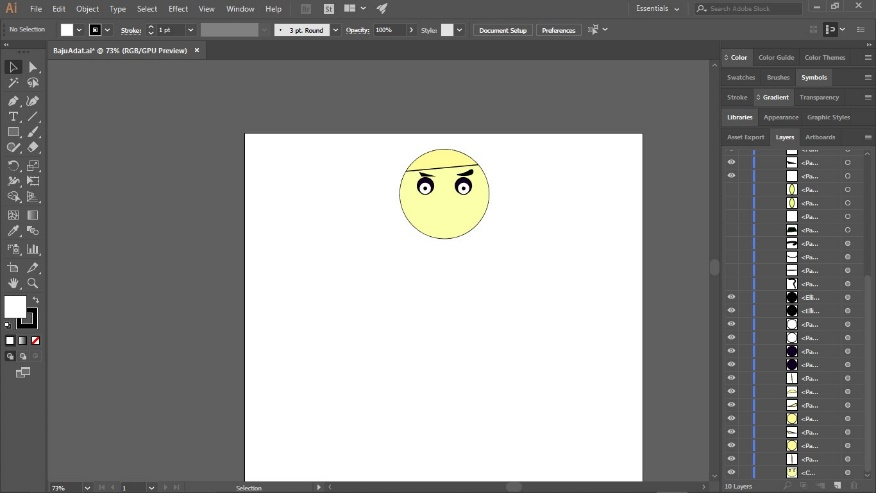 Ai File Edit Object Type Select Effect View Window Help Br St Essentials Search Adobe Stock
No Selection Stroke: 1 pt 3 pt. Round Opacity: 100% Style: Document Setup Preferences
BajuAdat.ai* @ 73% (RGB/GPU Preview) ×
Color Color Guide Color Themes
Swatches Brushes Symbols
Stroke Gradient Transparency
Libraries Appearance Graphic Styles
Asset Export Layers Artboards
<Pa...
<Pa...
<Pa...
<Pa...
<Pa...
<Pa...
<Pa...
<Pa...
<Pa...
<Pa...
<Pa...
<Elli...
<Elli...
<Pa...
<Pa...
<Pa...
<Pa...
<Pa...
<Pa...
<Pa...
<Pa...
<Pa...
<Pa...
<Pa...
<C...
73% 1 Selection
10 Layers